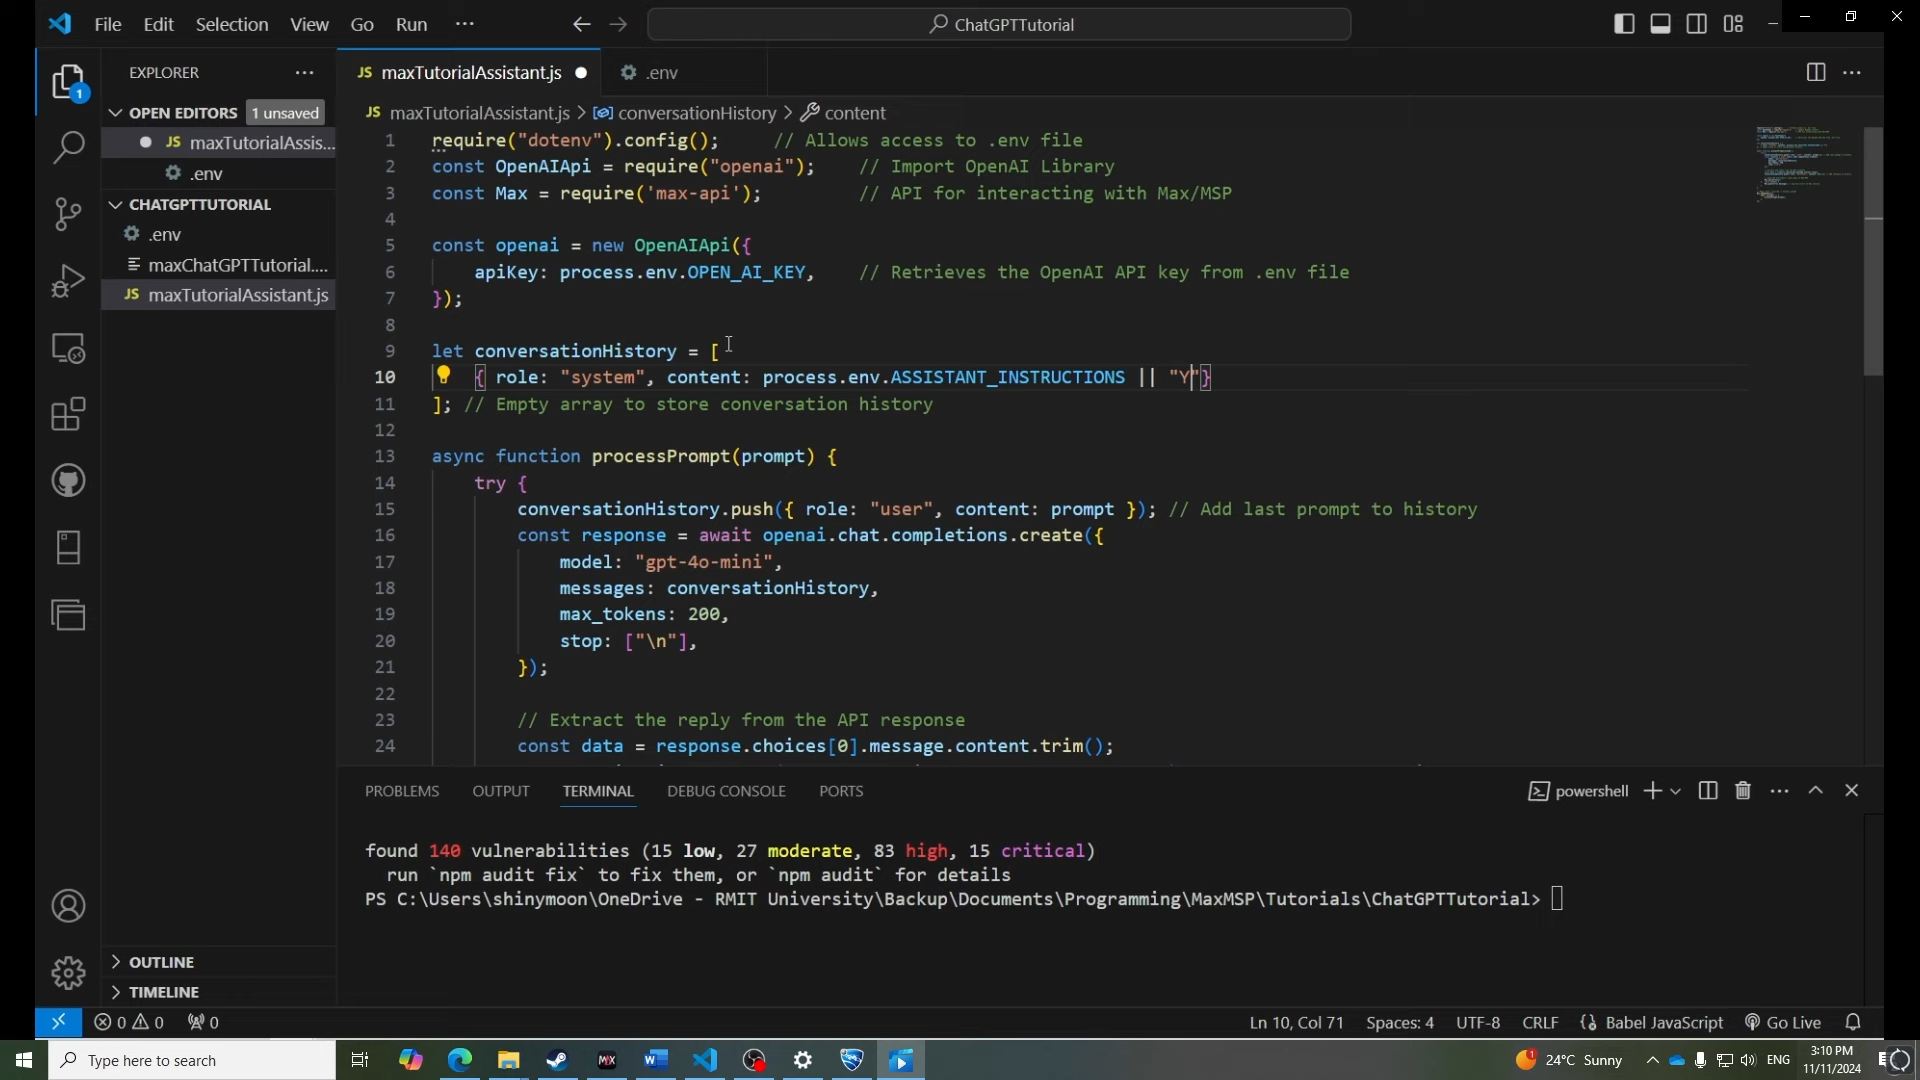 File Edit Selection View Go Run ··· ChatGPTTutorial
EXPLORER
OPEN EDITORS 1 unsaved
JS maxTutorialAssis...
.env
CHATGPTTUTORIAL
.env
maxChatGPTTutorial....
JS maxTutorialAssistant.js
OUTLINE
TIMELINE
1
JS maxTutorialAssistant.js
.env
JS maxTutorialAssistant.js > conversationHistory > content
1 require("dotenv").config(); // Allows access to .env file
2 const OpenAIApi = require("openai"); // Import OpenAI Library
3 const Max = require('max-api'); // API for interacting with Max/MSP
4
5 const openai = new OpenAIApi({
6 apiKey: process.env.OPEN_AI_KEY, // Retrieves the OpenAI API key from .env file
7 });
8
9 let conversationHistory = [
10 { role: "system", content: process.env.ASSISTANT_INSTRUCTIONS || "Y"}
11 ]; // Empty array to store conversation history
12
13 async function processPrompt(prompt) {
14 try {
15 conversationHistory.push({ role: "user", content: prompt }); // Add last prompt to history
16 const response = await openai.chat.completions.create({
17 model: "gpt-4o-mini",
18 messages: conversationHistory,
19 max_tokens: 200,
20 stop: ["\n"],
21 });
22
23 // Extract the reply from the API response
24 const data = response.choices[0].message.content.trim();
PROBLEMS OUTPUT TERMINAL DEBUG CONSOLE PORTS powershell
found 140 vulnerabilities (15 low, 27 moderate, 83 high, 15 critical)
run `npm audit fix` to fix them, or `npm audit` for details
PS C:\Users\shinymoon\OneDrive - RMIT University\Backup\Documents\Programming\MaxMSP\Tutorials\ChatGPTTutorial>
0 0 0 Ln 10, Col 71 Spaces: 4 UTF-8 CRLF {} Babel JavaScript Go Live
Type here to search 24°C Sunny ENG 3:10 PM
11/11/2024